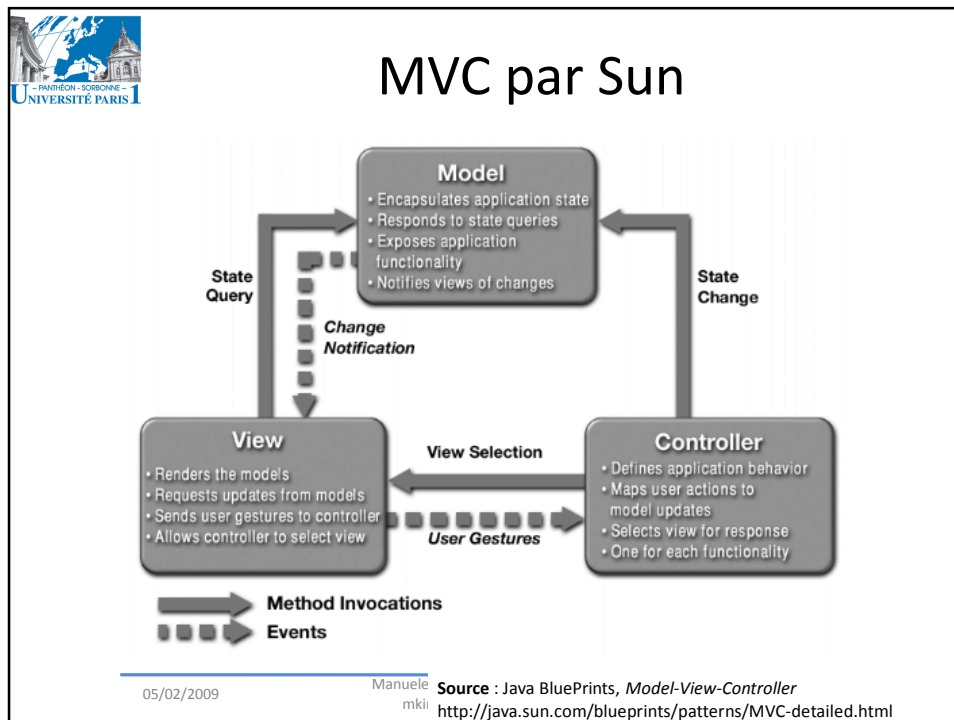 – PANTHÉON - SORBONNE –
UNIVERSITÉ PARIS 1
MVC par Sun
Model
• Encapsulates application state
• Responds to state queries
• Exposes application
functionality
• Notifies views of changes
State
Query
State
Change
Change
Notification
View
• Renders the models
• Requests updates from models
• Sends user gestures to controller
• Allows controller to select view
View Selection
User Gestures
Controller
• Defines application behavior
• Maps user actions to
model updates
• Selects view for response
• One for each functionality
Method Invocations
Events
05/02/2009
Manuele
Source : Java BluePrints, Model-View-Controller
http://java.sun.com/blueprints/patterns/MVC-detailed.html